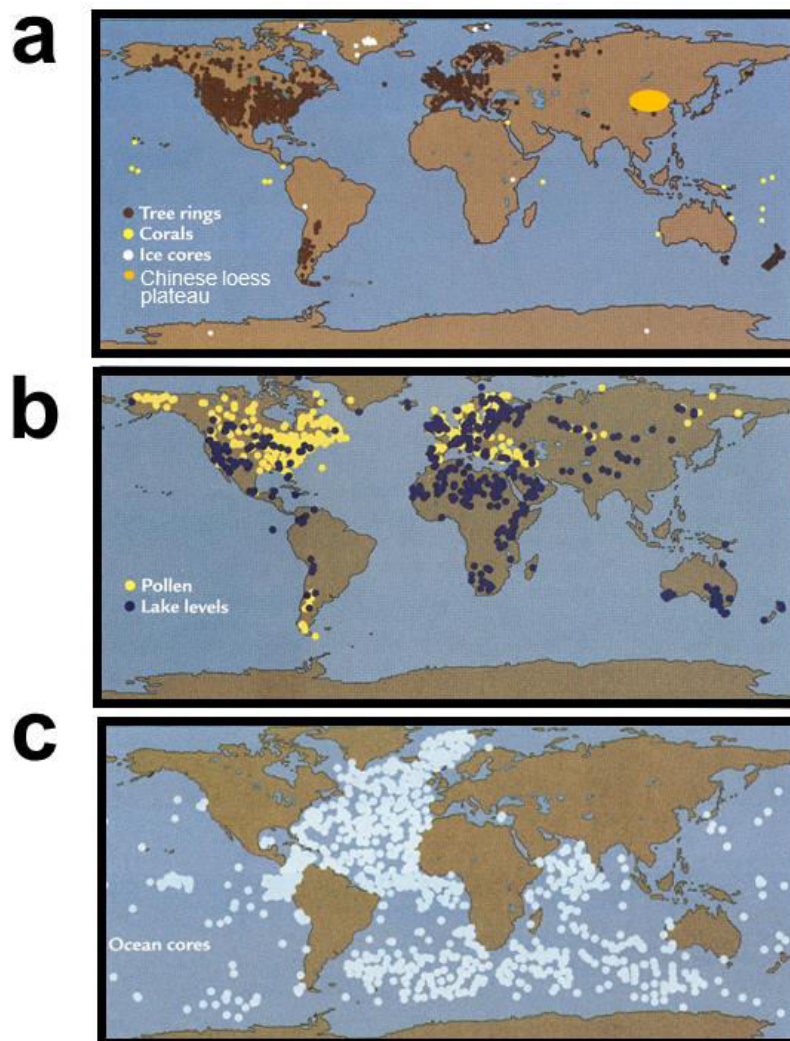 a
Tree rings
Corals
Ice cores
Chinese loess
plateau
b
Pollen
Lake levels
c
Ocean cores